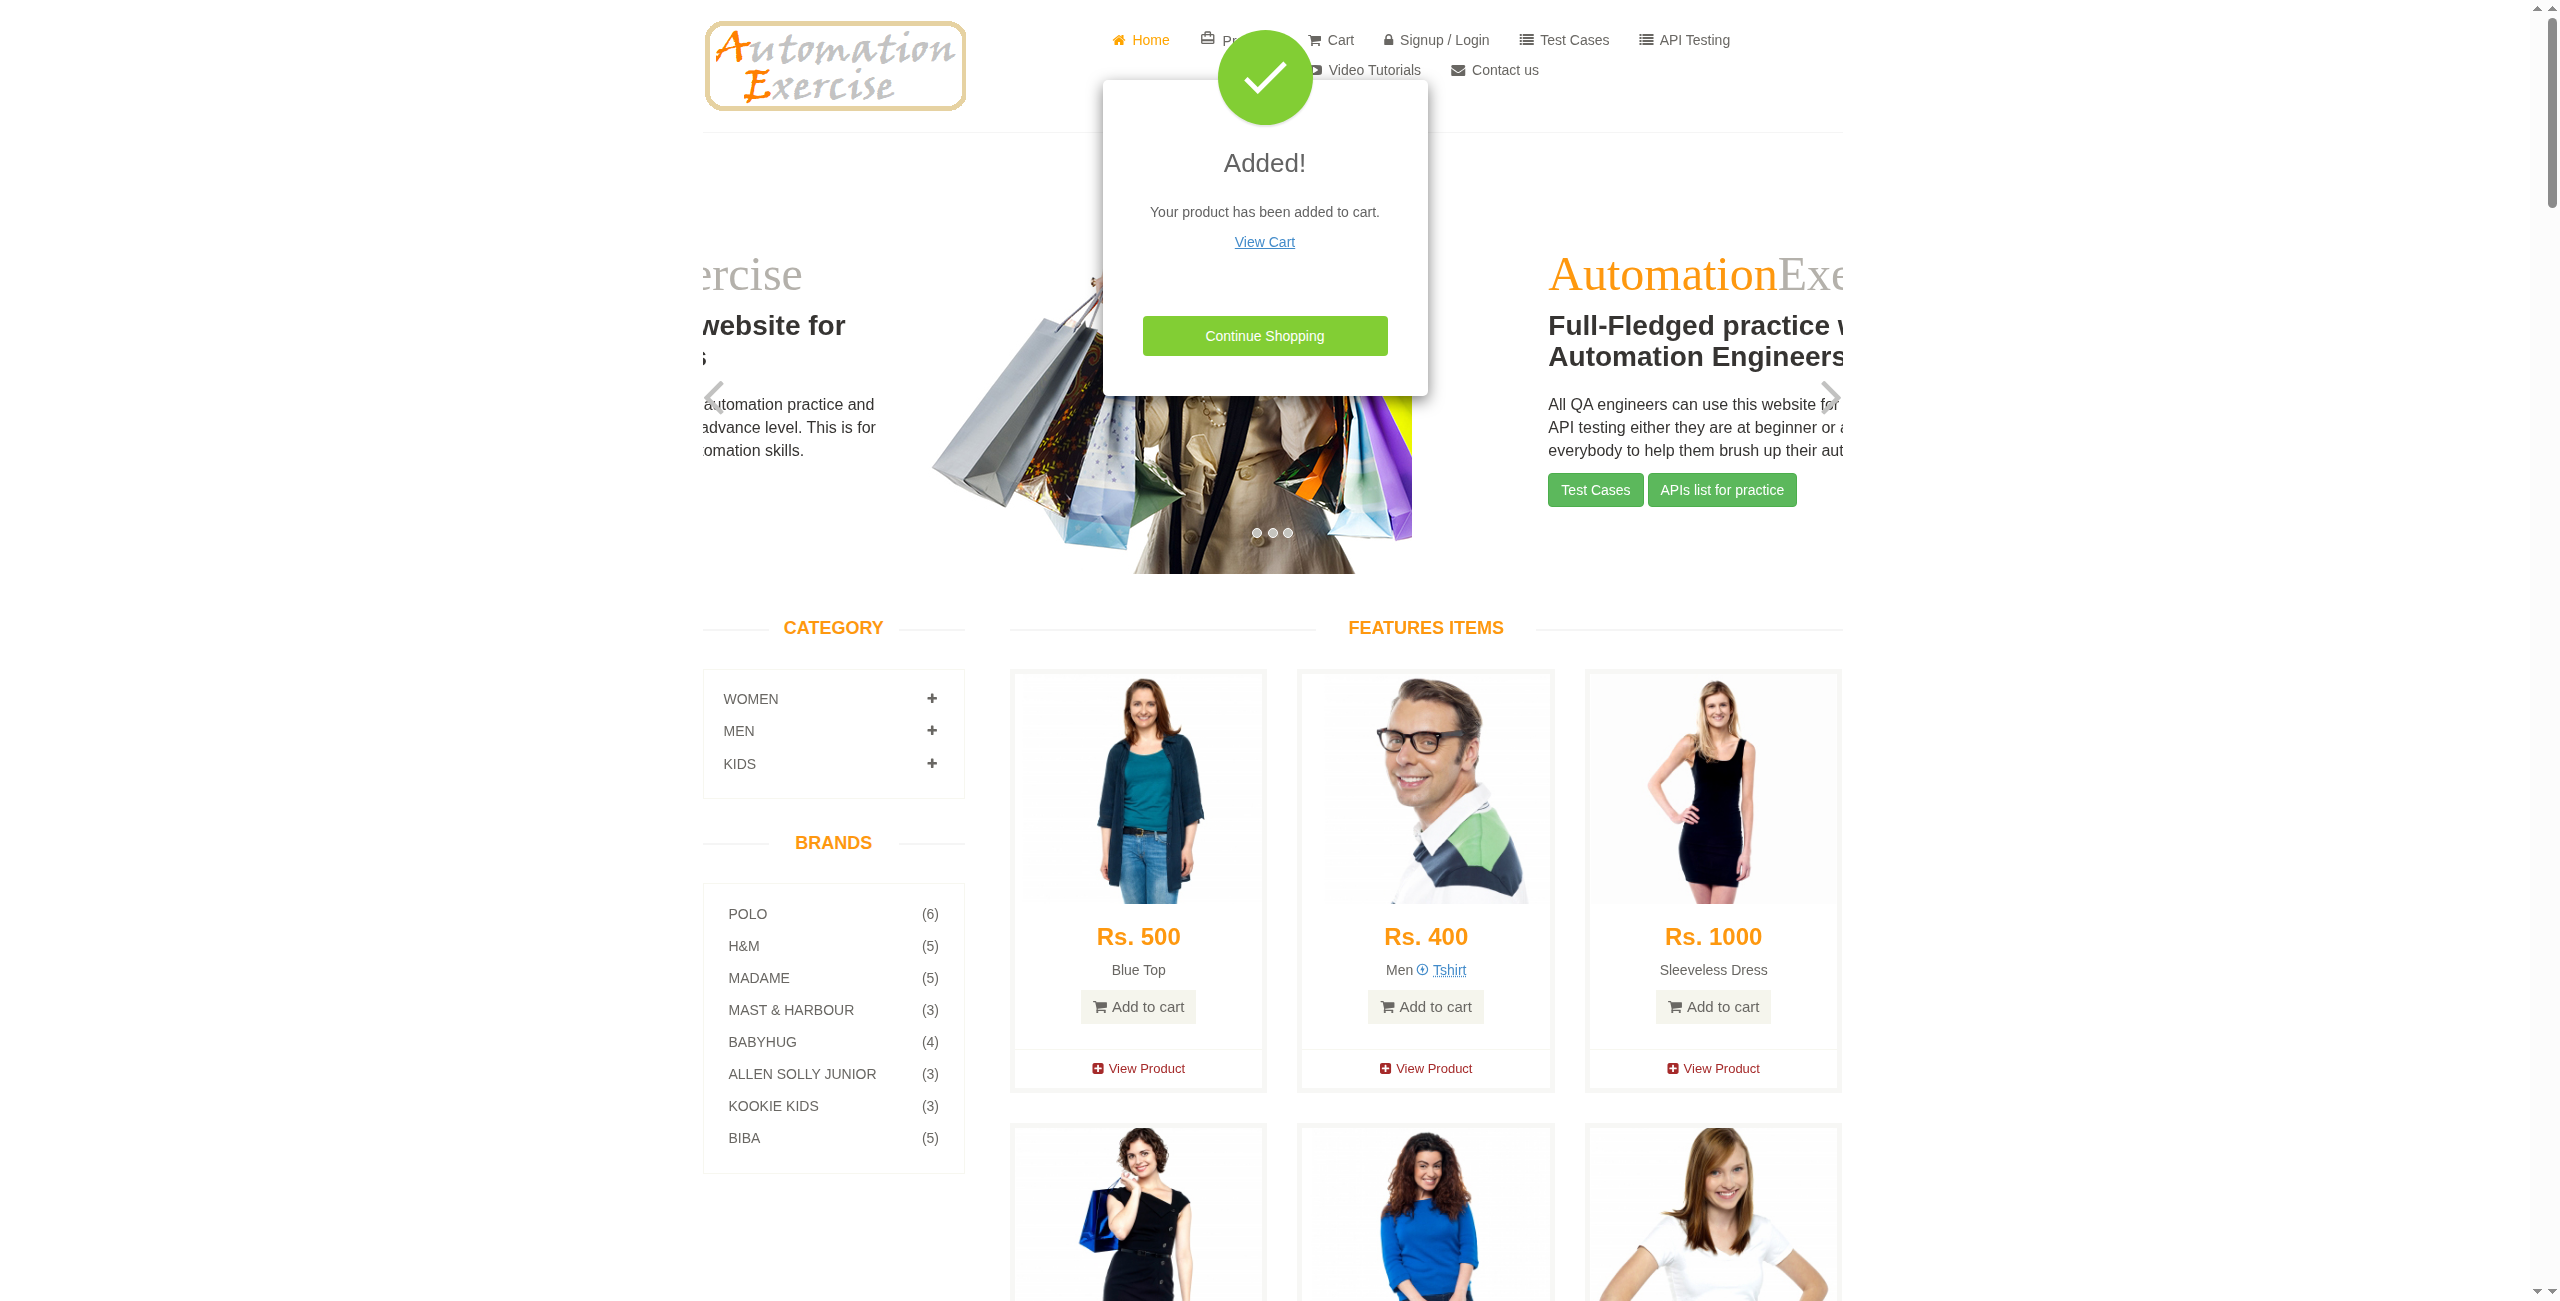 Automation
Exercise
Home
Cart
Signup / Login
Test Cases
API Testing
Video Tutorials
Contact us
Added!
Your product has been added to cart.
View Cart
Continue Shopping
ercise
website for
automation practice and
advance level. This is for
tomation skills.
AutomationExe
Full-Fledged practice
Automation Engineers
All QA engineers can use this website for
API testing either they are at beginner or
everybody to help them brush up their aut
Test Cases
APIs list for practice
CATEGORY
WOMEN
MEN
KIDS
BRANDS
POLO (6)
H&M (5)
MADAME (5)
MAST & HARBOUR (3)
BABYHUG (4)
ALLEN SOLLY JUNIOR (3)
KOOKIE KIDS (3)
BIBA (5)
FEATURES ITEMS
Rs. 500
Blue Top
Add to cart
View Product
Rs. 400
Men Tshirt
Add to cart
View Product
Rs. 1000
Sleeveless Dress
Add to cart
View Product